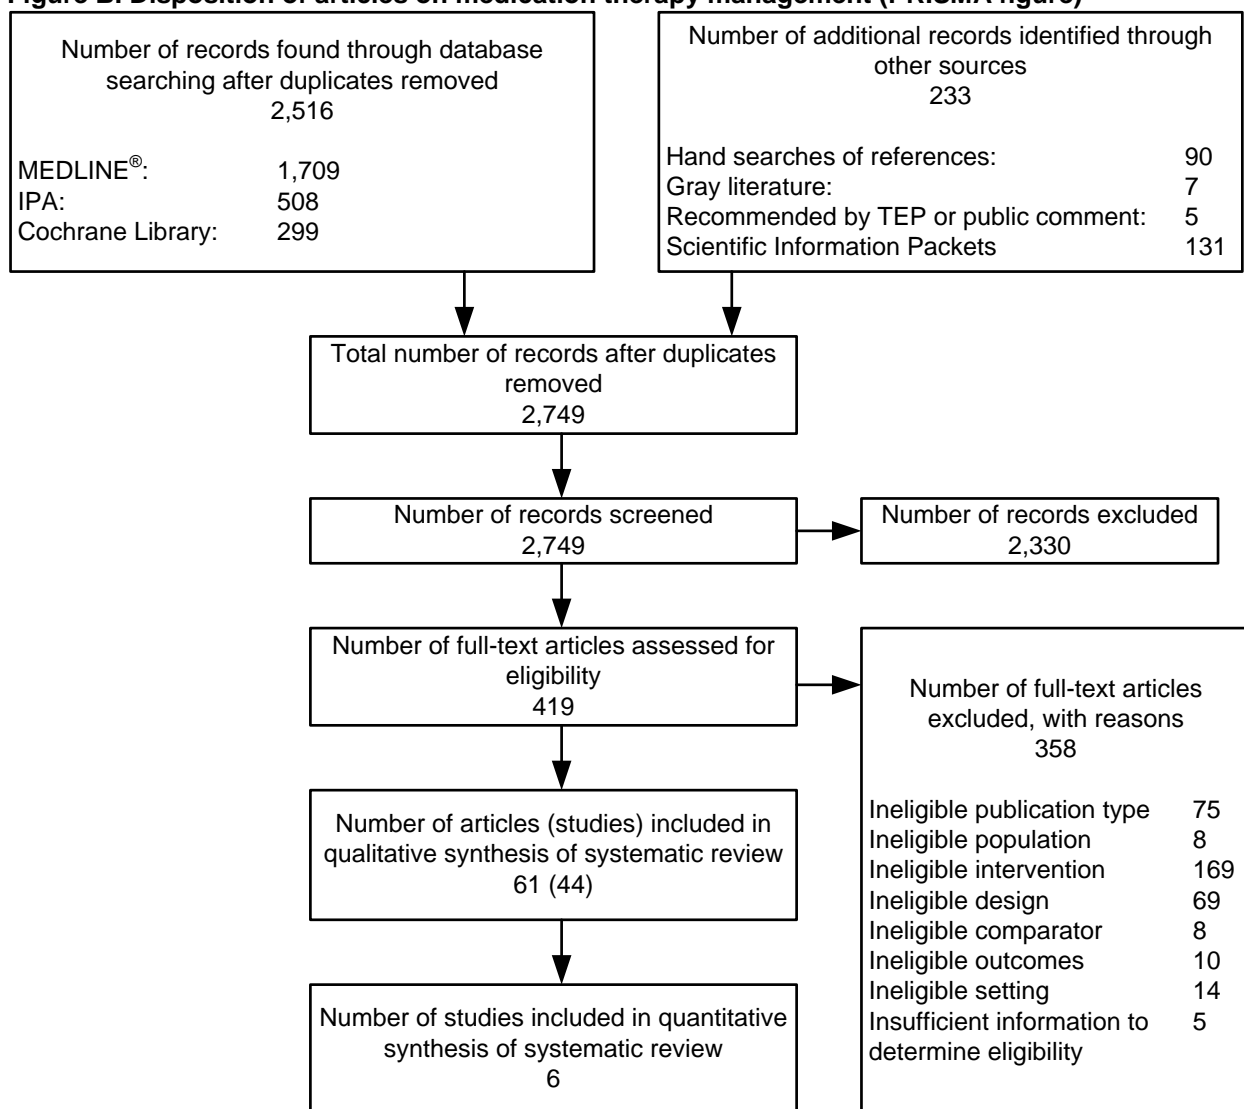 Figure B. Disposition of articles on medication therapy management (PRISMA figure)
Number of records found through database
searching after duplicates removed
2,516
MEDLINE®: 1,709
IPA: 508
Cochrane Library: 299
Number of additional records identified through
other sources
233
Hand searches of references: 90
Gray literature: 7
Recommended by TEP or public comment: 5
Scientific Information Packets 131
Total number of records after duplicates
removed
2,749
Number of records screened
2,749
Number of records excluded
2,330
Number of full-text articles assessed for
eligibility
419
Number of full-text articles
excluded, with reasons
358
Ineligible publication type 75
Ineligible population 8
Ineligible intervention 169
Ineligible design 69
Ineligible comparator 8
Ineligible outcomes 10
Ineligible setting 14
Insufficient information to 5
determine eligibility
Number of articles (studies) included in
qualitative synthesis of systematic review
61 (44)
Number of studies included in quantitative
synthesis of systematic review
6